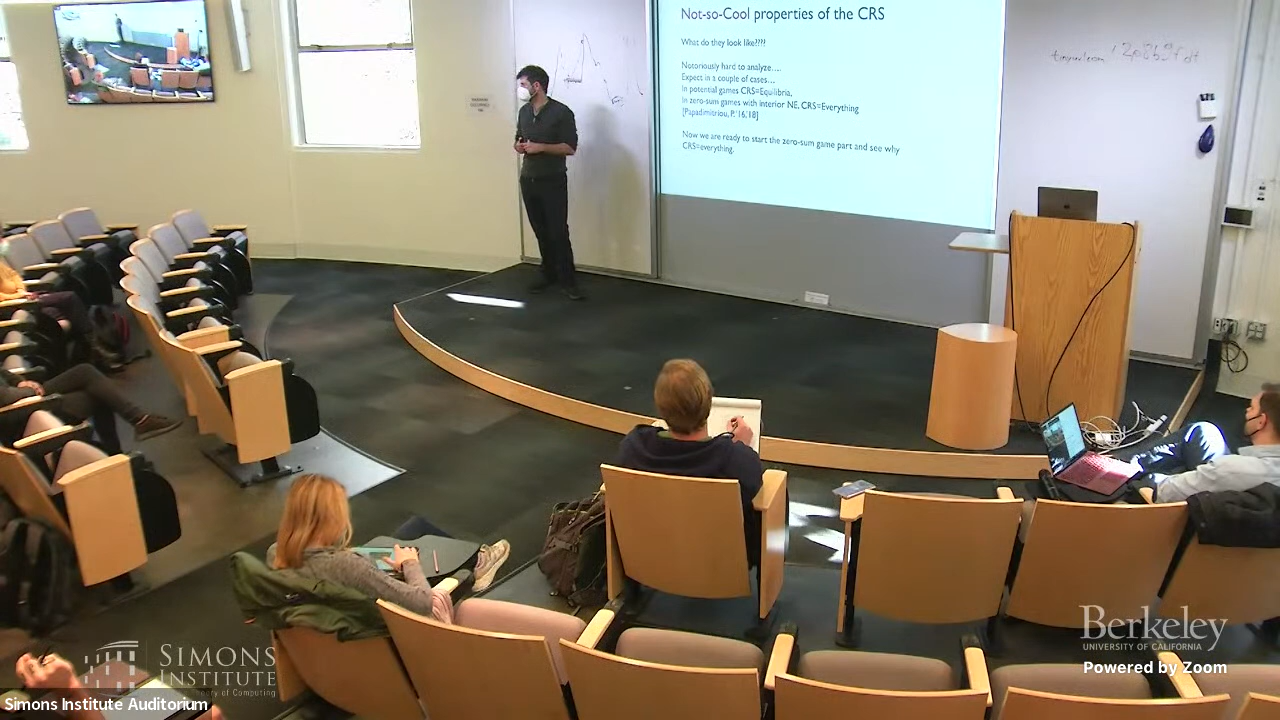 Not-so-Cool properties of the CRS
What do they look like????
Notoriously hard to analyze….
Expect in a couple of cases…
In potential games CRS=Equilibria,
In zero-sum games with interior NE, CRS=Everything
[Papadimitriou, P.'16,'18]
Now we are ready to start the zero-sum game part and see why
CRS=everything.
SIMONS
INSTITUTE
Theory of Computing
Simons Institute Auditorium
Berkeley
UNIVERSITY OF CALIFORNIA
Powered by Zoom